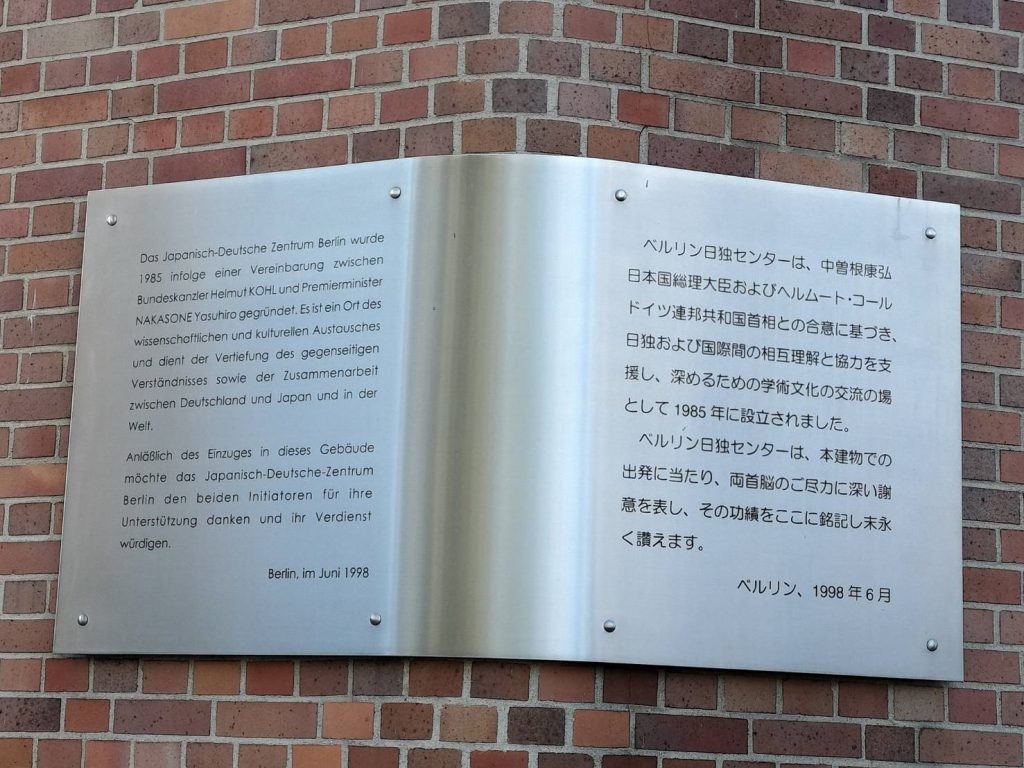 Das Japanisch-Deutsche Zentrum Berlin wurde
1985 infolge einer Vereinbarung zwischen
Bundeskanzler Helmut KOHL und Premierminister
NAKASONE Yasuhiro gegründet. Es ist ein Ort des
wissenschaftlichen und kulturellen Austausches
und dient der Vertiefung des gegenseitigen
Verständnisses sowie der Zusammenarbeit
zwischen Deutschland und Japan und in der
Welt.
Anläßlich des Einzuges in dieses Gebäude
möchte das Japanisch-Deutsche-Zentrum
Berlin den beiden Initiatoren für ihre
Unterstützung danken und ihr Verdienst
würdigen.
Berlin, im Juni 1998
ベルリン日独センターは、中曽根康弘
日本国総理大臣およびヘルムート・コール
ドイツ連邦共和国首相との合意に基づき、
日独および国際間の相互理解と協力を支
援し、深めるための学術文化の交流の場
として1985年に設立されました。
ベルリン日独センターは、本建物での
出発に当たり、両首脳のご尽力に深い謝
意を表し、その功績をここに銘記し末永
く讃えます。
ベルリン、1998年6月